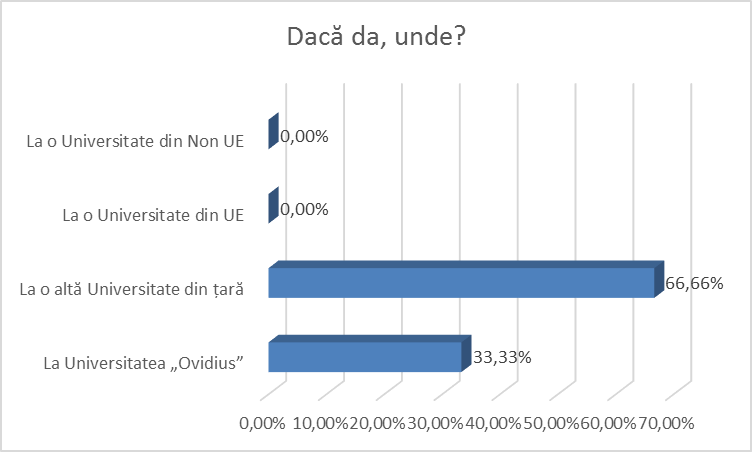 Dacă da, unde?
La o Universitate din Non UE
0,00%
La o Universitate din UE
0,00%
La o altă Universitate din țară
66,66%
La Universitatea „Ovidius”
33,33%
0,00% 10,00% 20,00% 30,00% 40,00% 50,00% 60,00% 70,00%